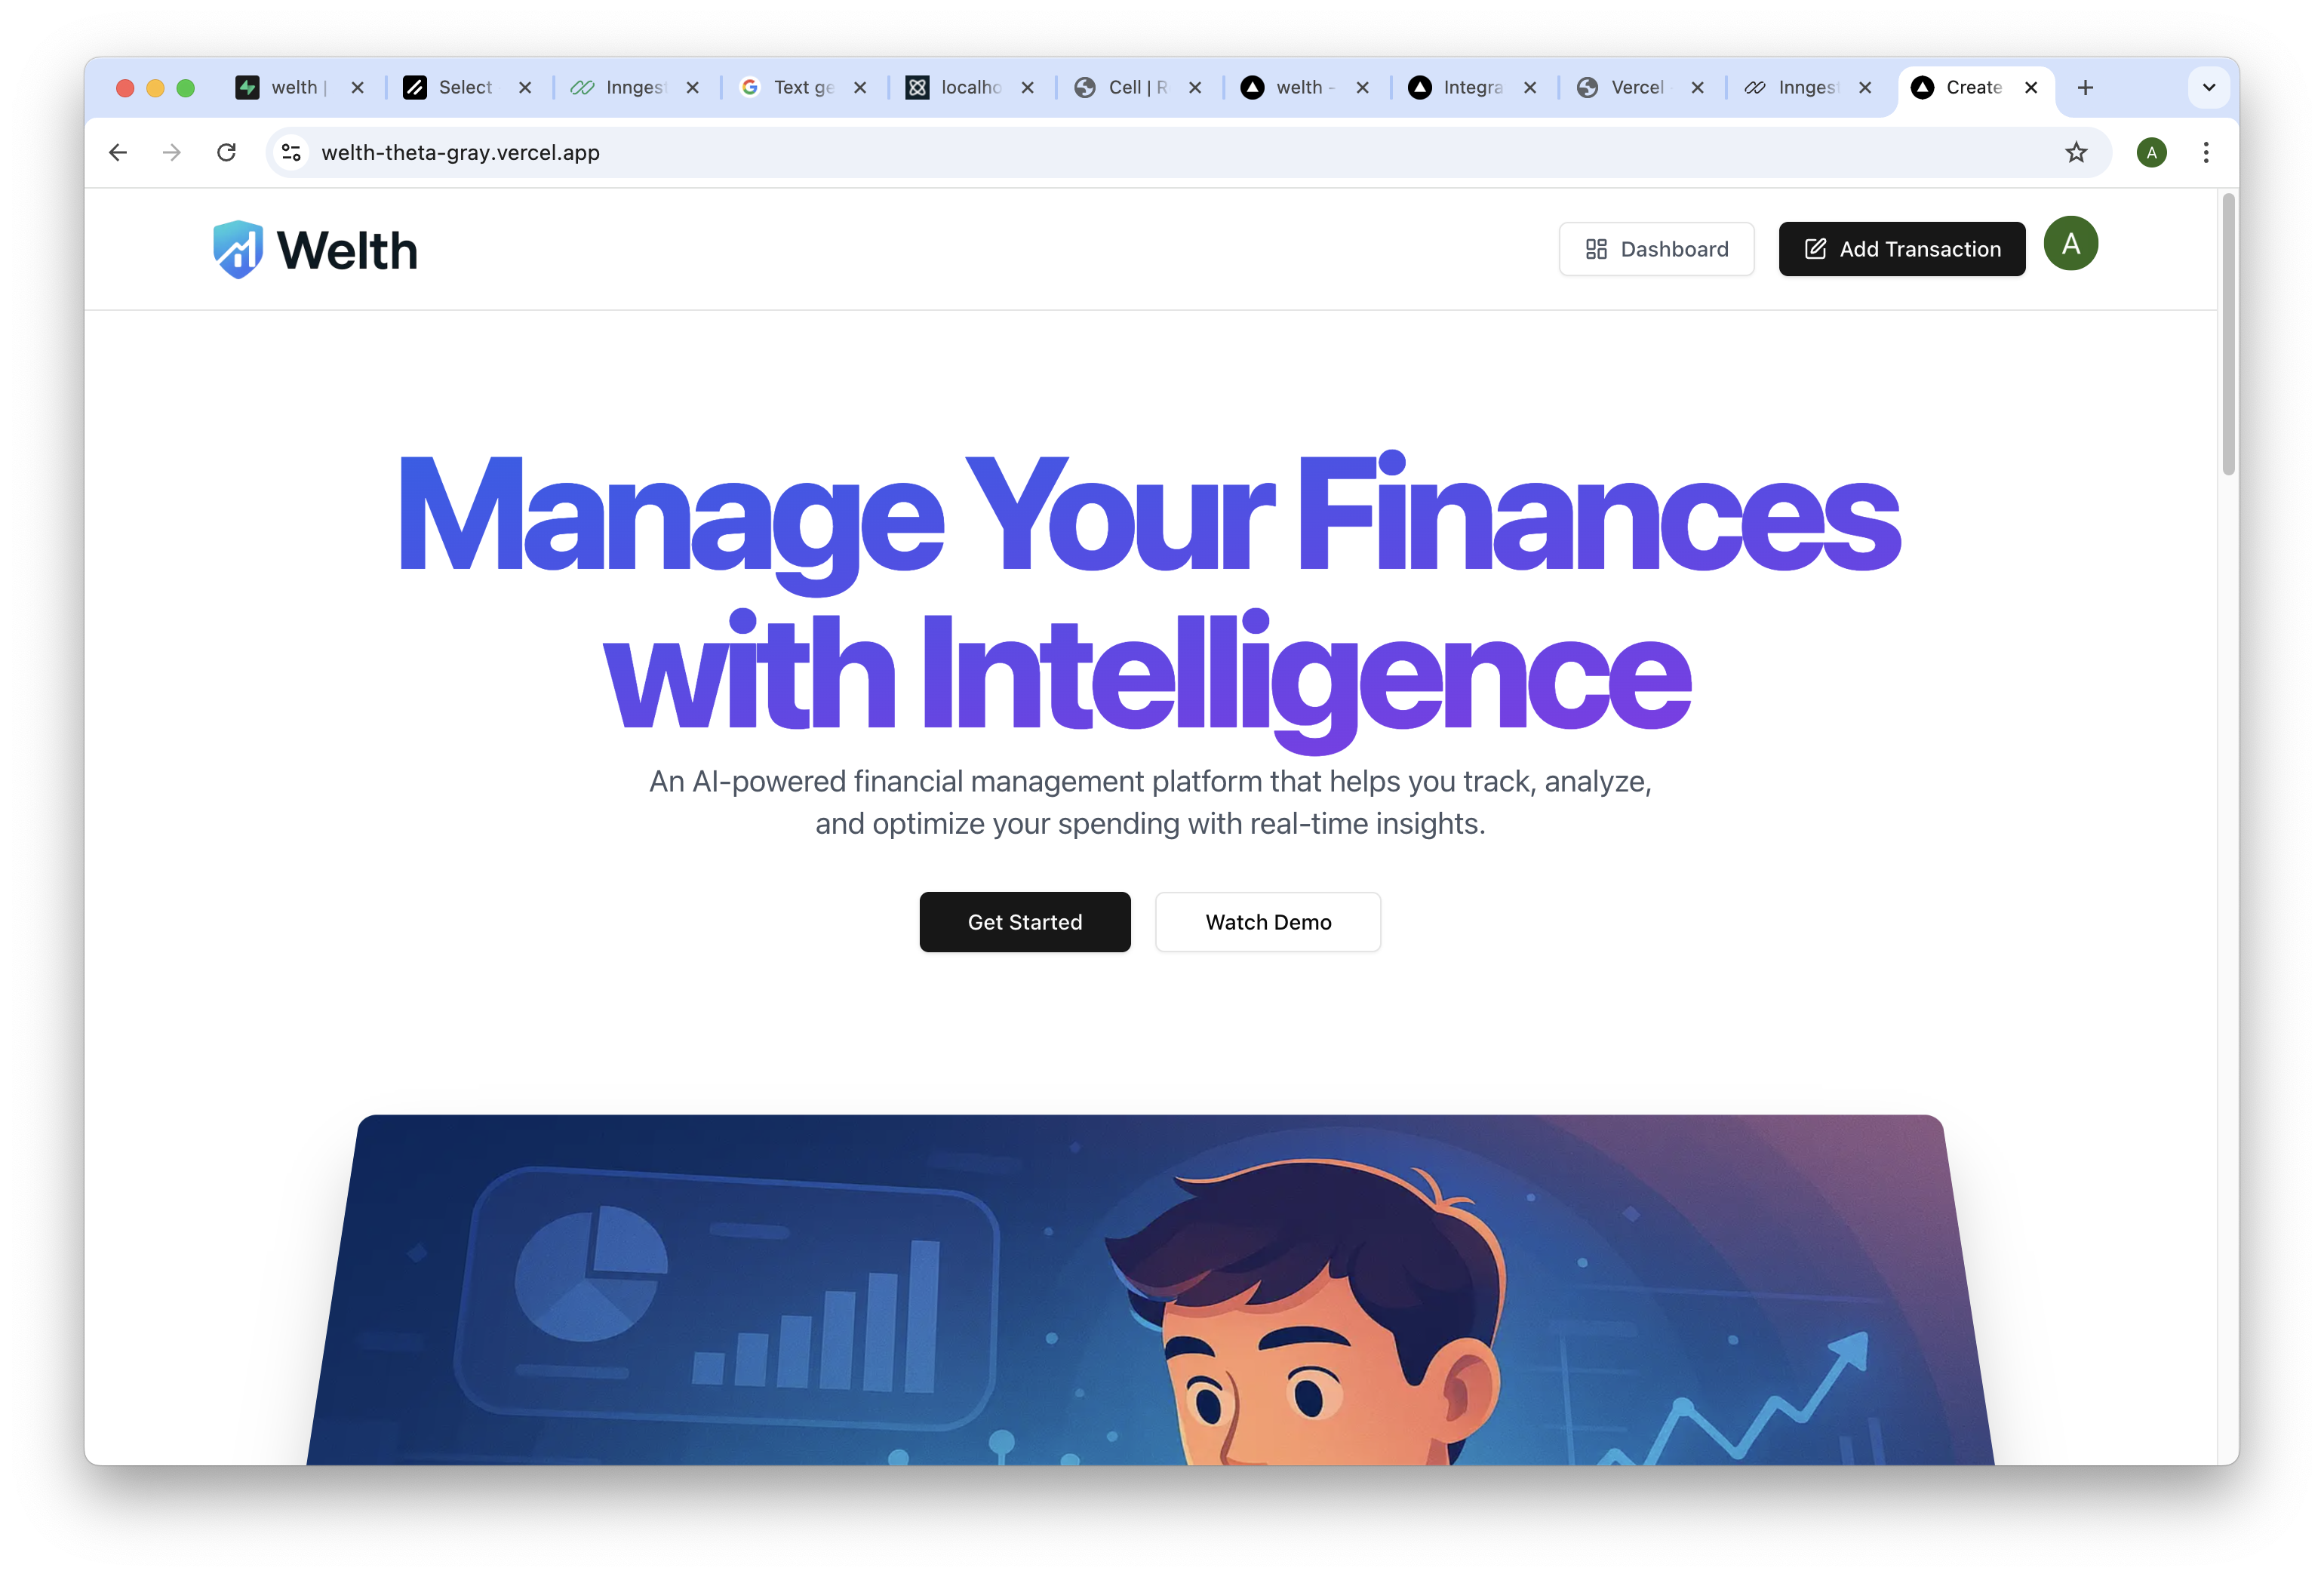 welth |
Select
Innges
Text ge
localho
Cell | R
welth -
Integra
Vercel
Innges
Create
welth-theta-gray.vercel.app
A
Welth
Dashboard
Add Transaction
A
Manage Your Finances
with Intelligence
An AI-powered financial management platform that helps you track, analyze,
and optimize your spending with real-time insights.
Get Started
Watch Demo